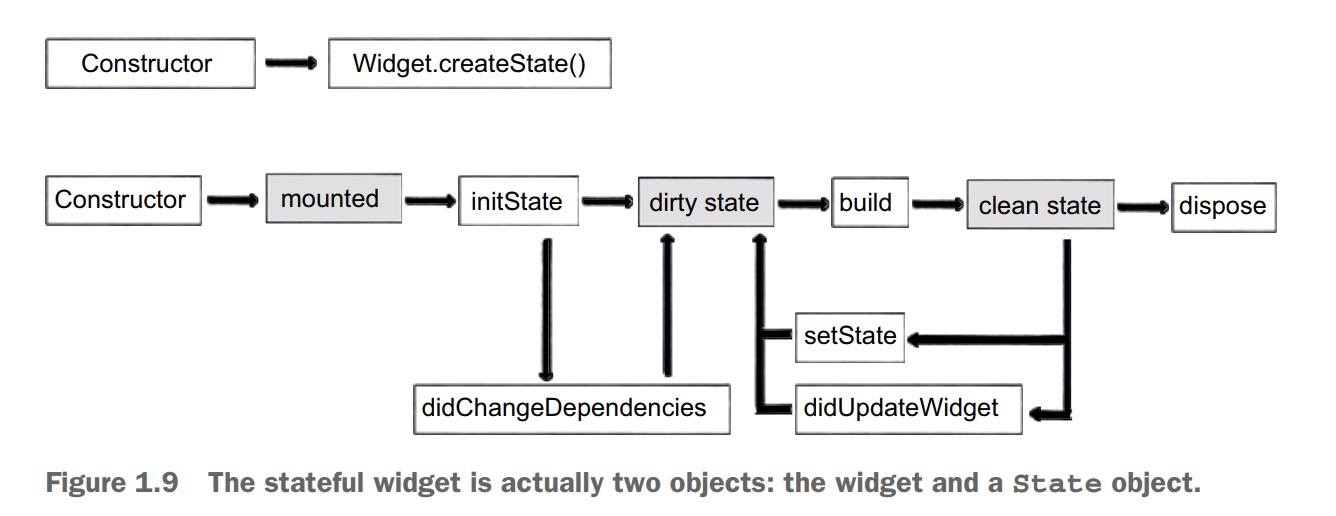 Constructor
Widget.createState()
Constructor
mounted
initState
dirty state
build
clean state
dispose
setState
didChangeDependencies
didUpdateWidget
Figure 1.9 The stateful widget is actually two objects: the widget and a State object.